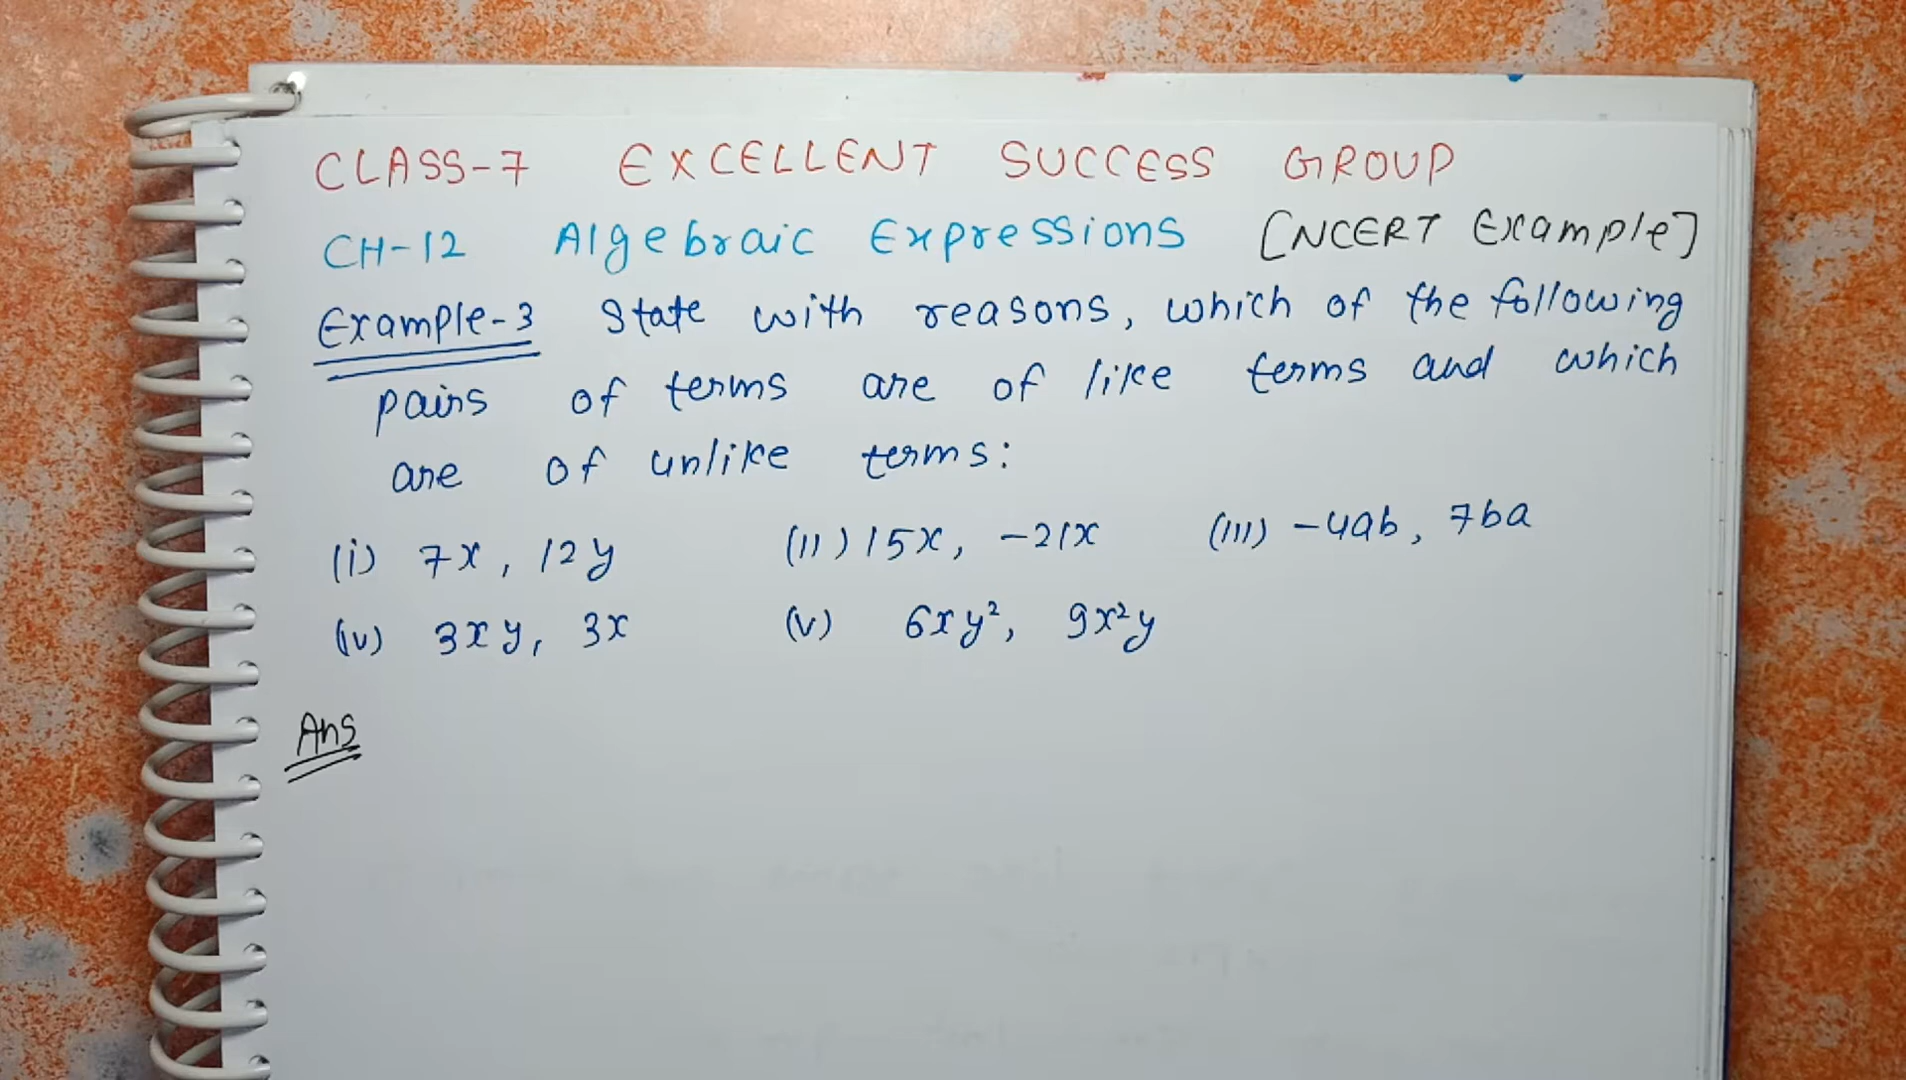 CLASS-7 EXCELLENT SUCCESS GROUP
CH-12 Algebraic Expressions [NCERT Example]
Example-3 State with reasons, which of the following
pairs of terms are of like terms and which
are of unlike terms:
(i) 7x, 12y (ii) 15x, -21x (iii) -4ab, 7ba
(iv) 3xy, 3x (v) 6xy², 9x²y
Ans